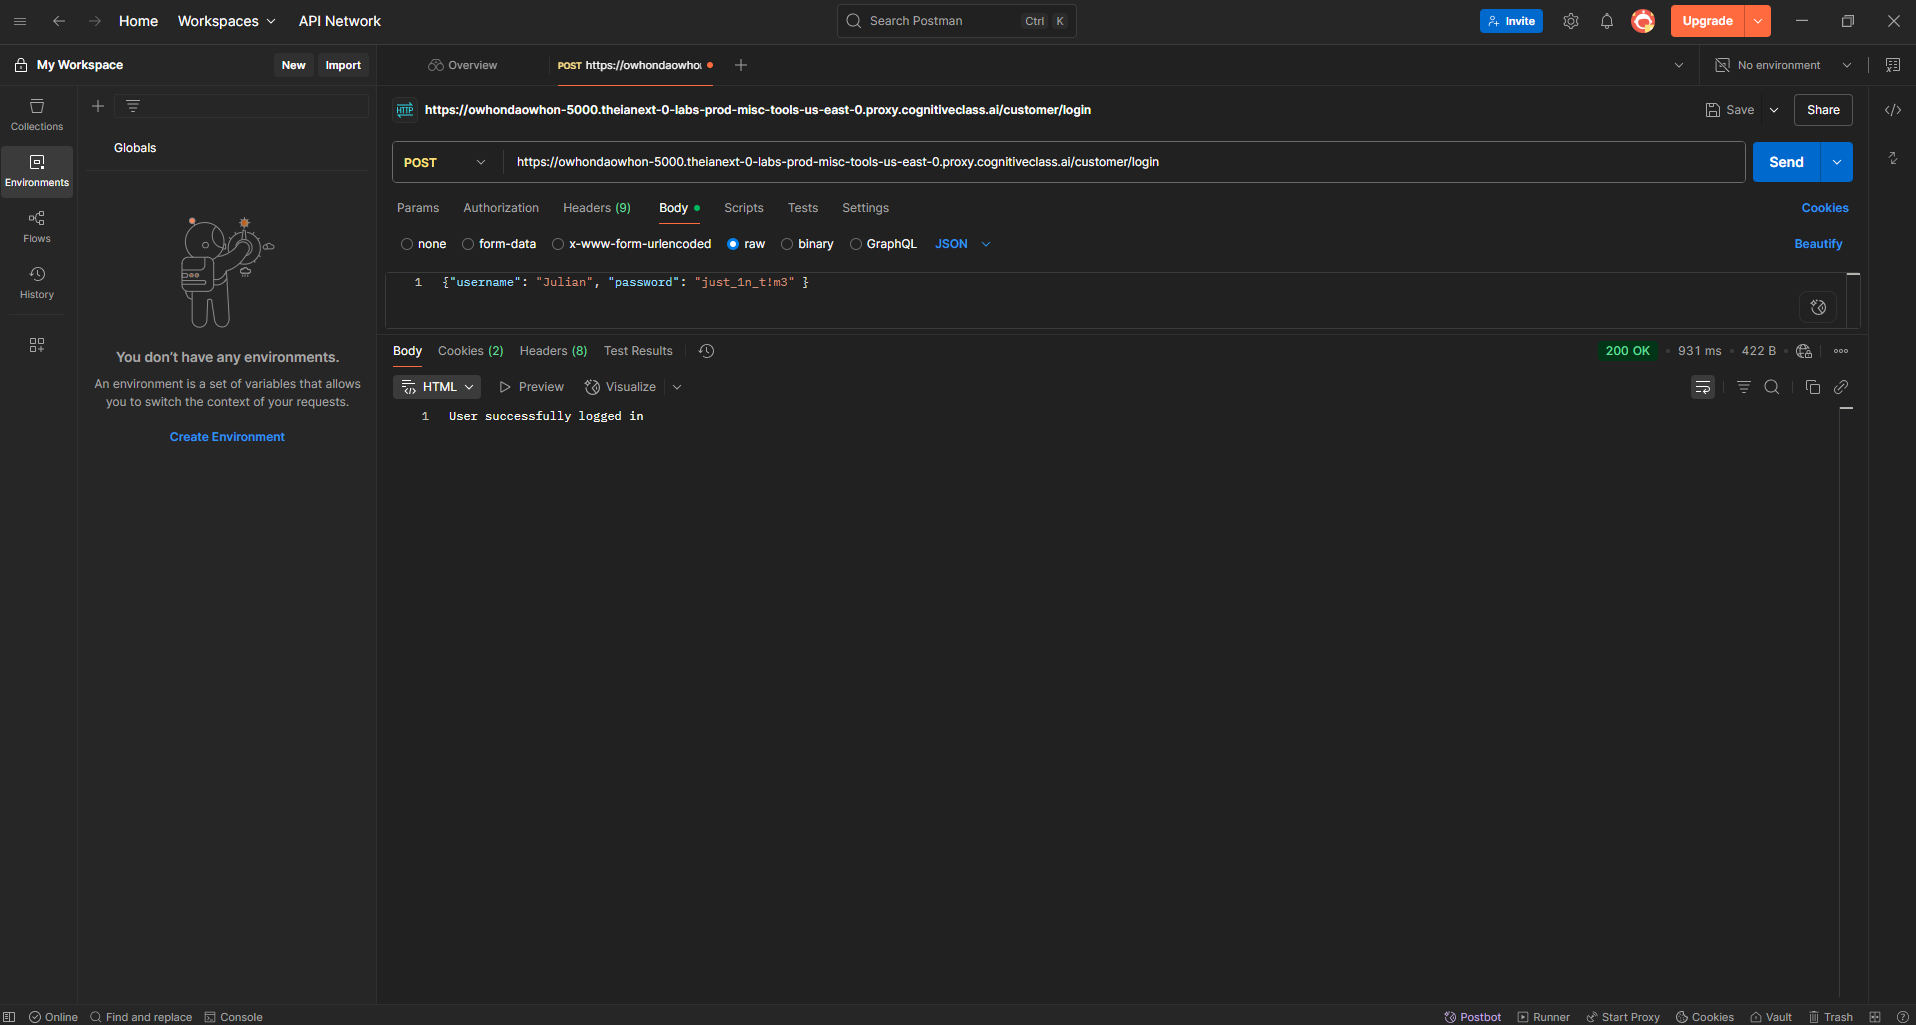 Home Workspaces API Network Search Postman Ctrl K Invite Upgrade
My Workspace New Import Overview POST https://owhondaowhon No environment
Collections
Environments
Flows
History
Globals
You don’t have any environments.
An environment is a set of variables that allows
you to switch the context of your requests.
Create Environment
HTTP https://owhondaowhon-5000.theianext-0-labs-prod-misc-tools-us-east-0.proxy.cognitiveclass.ai/customer/login Save Share
POST https://owhondaowhon-5000.theianext-0-labs-prod-misc-tools-us-east-0.proxy.cognitiveclass.ai/customer/login Send
Params Authorization Headers (9) Body Scripts Tests Settings Cookies
none form-data x-www-form-urlencoded raw binary GraphQL JSON Beautify
1 {"username": "Julian", "password": "just_1n_t!m3" }
Body Cookies (2) Headers (8) Test Results 200 OK 931 ms 422 B
HTML Preview Visualize
1 User successfully logged in
Online Find and replace Console Postbot Runner Start Proxy Cookies Vault Trash